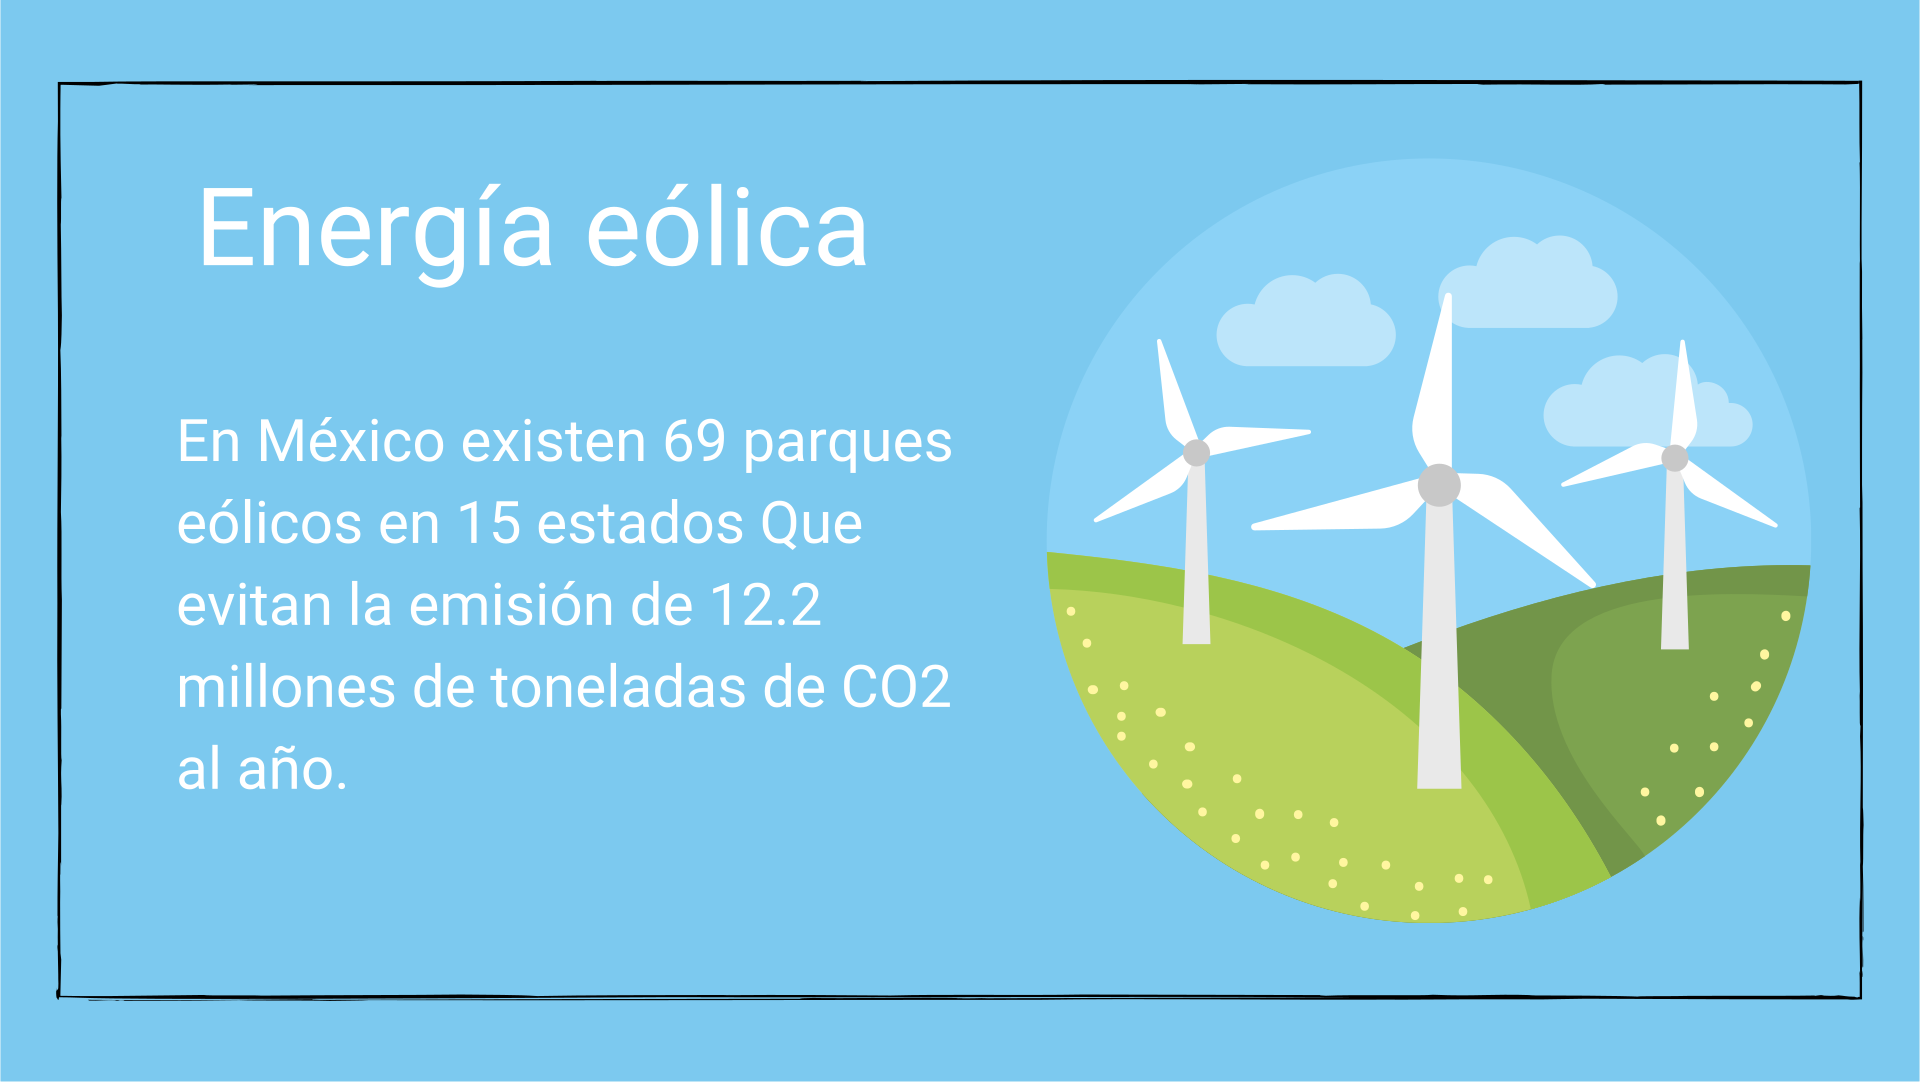 Energía eólica
En México existen 69 parques
eólicos en 15 estados Que
evitan la emisión de 12.2
millones de toneladas de CO2
al año.